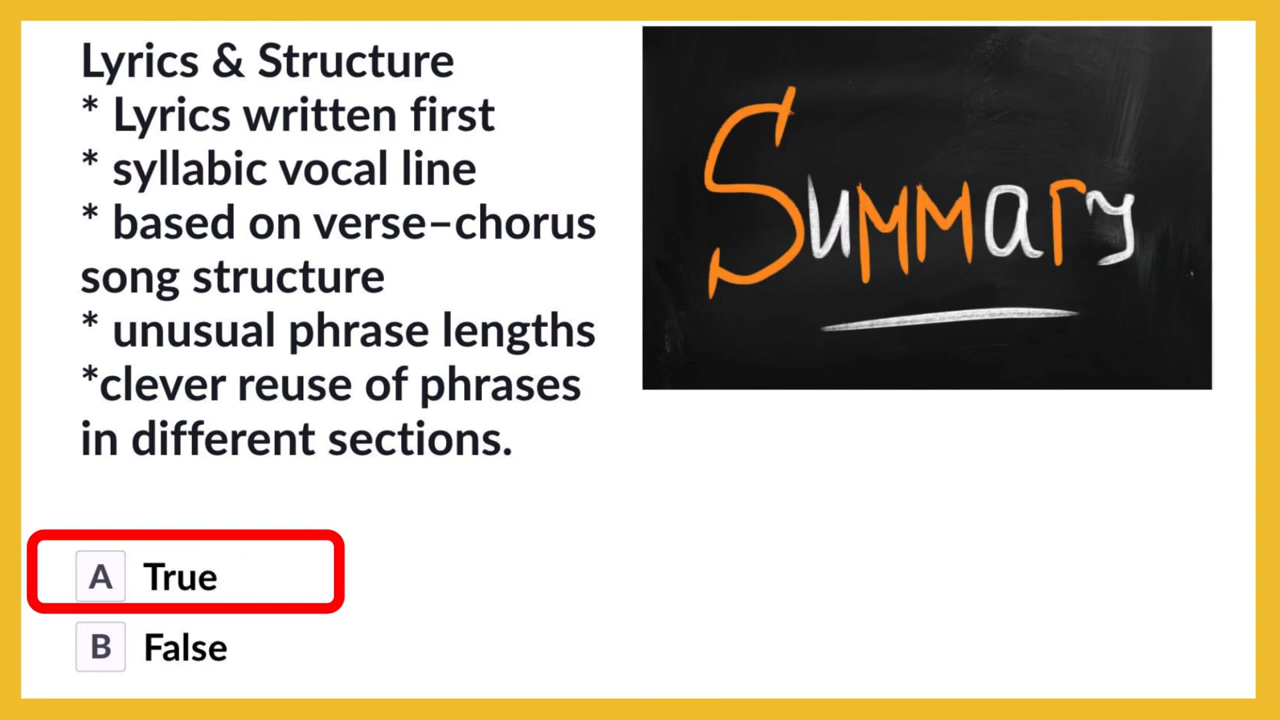 Lyrics & Structure
* Lyrics written first
* syllabic vocal line
* based on verse–chorus
song structure
* unusual phrase lengths
*clever reuse of phrases
in different sections.
Summary
A True
B False